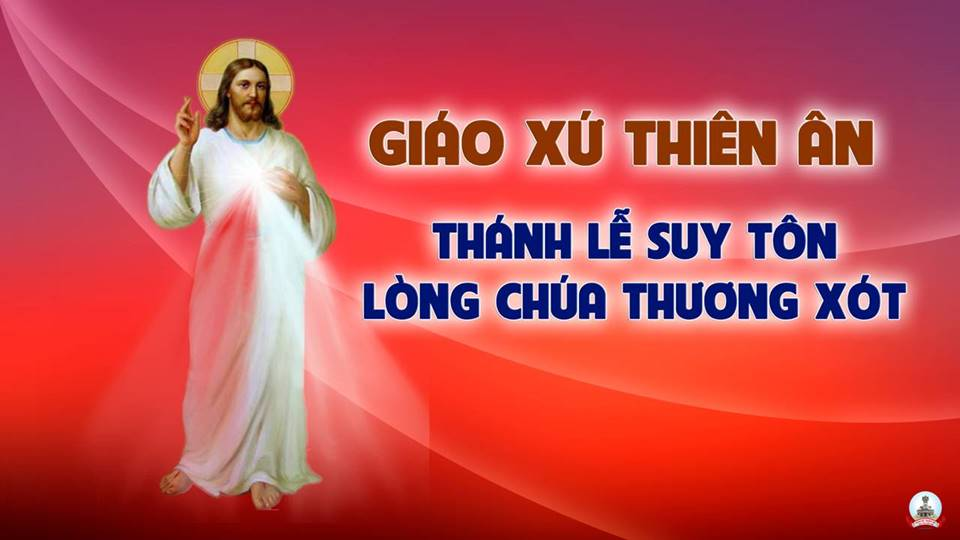 GIÁO XỨ THIÊN ÂN
THÁNH LỄ SUY TÔN
LÒNG CHÚA THƯƠNG XÓT